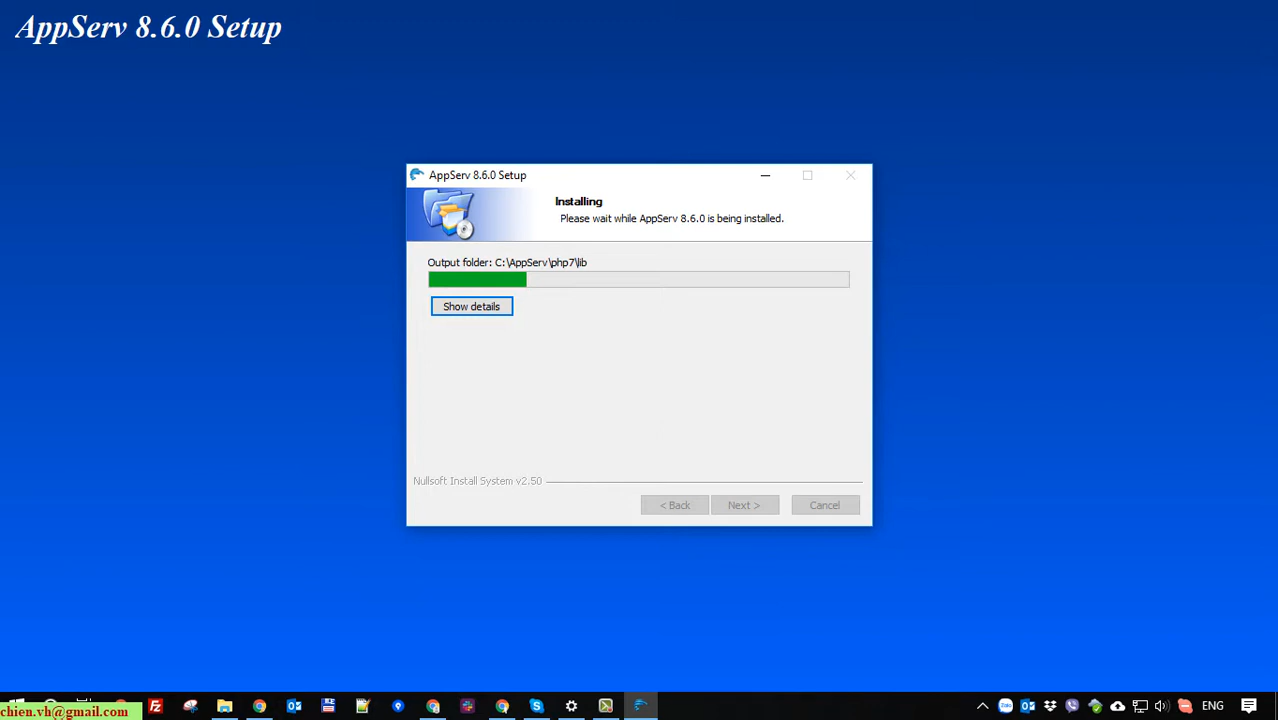 AppServ 8.6.0 Setup
AppServ 8.6.0 Setup
Installing
Please wait while AppServ 8.6.0 is being installed.
Output folder: C:\AppServ\php7\lib
Show details
Nullsoft Install System v2.50
< Back
Next >
Cancel
chien.vh@gmail.com
Zalo
ENG